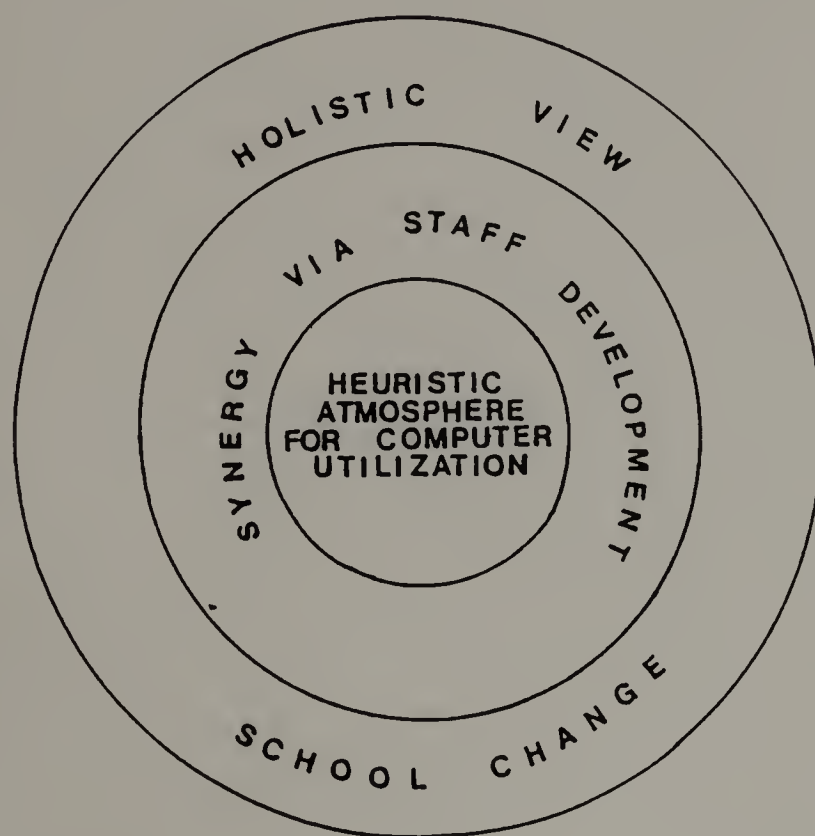 HOLISTIC VIEW
SYNERGY VIA STAFF DEVELOPMENT
HEURISTIC
ATMOSPHERE
FOR COMPUTER
UTILIZATION
SCHOOL CHANGE